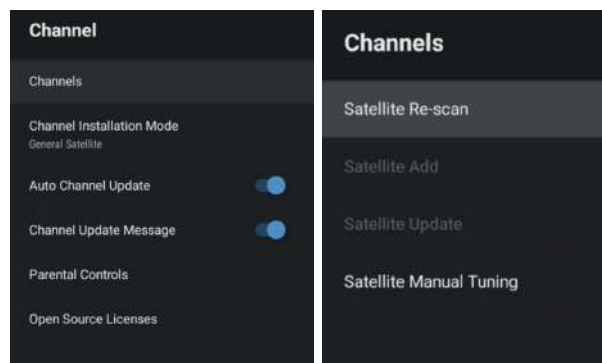 Channel
Channels
Channel Installation Mode
General Satellite
Auto Channel Update
Channel Update Message
Parental Controls
Open Source Licenses
Channels
Satellite Re-scan
Satellite Add
Satellite Update
Satellite Manual Tuning